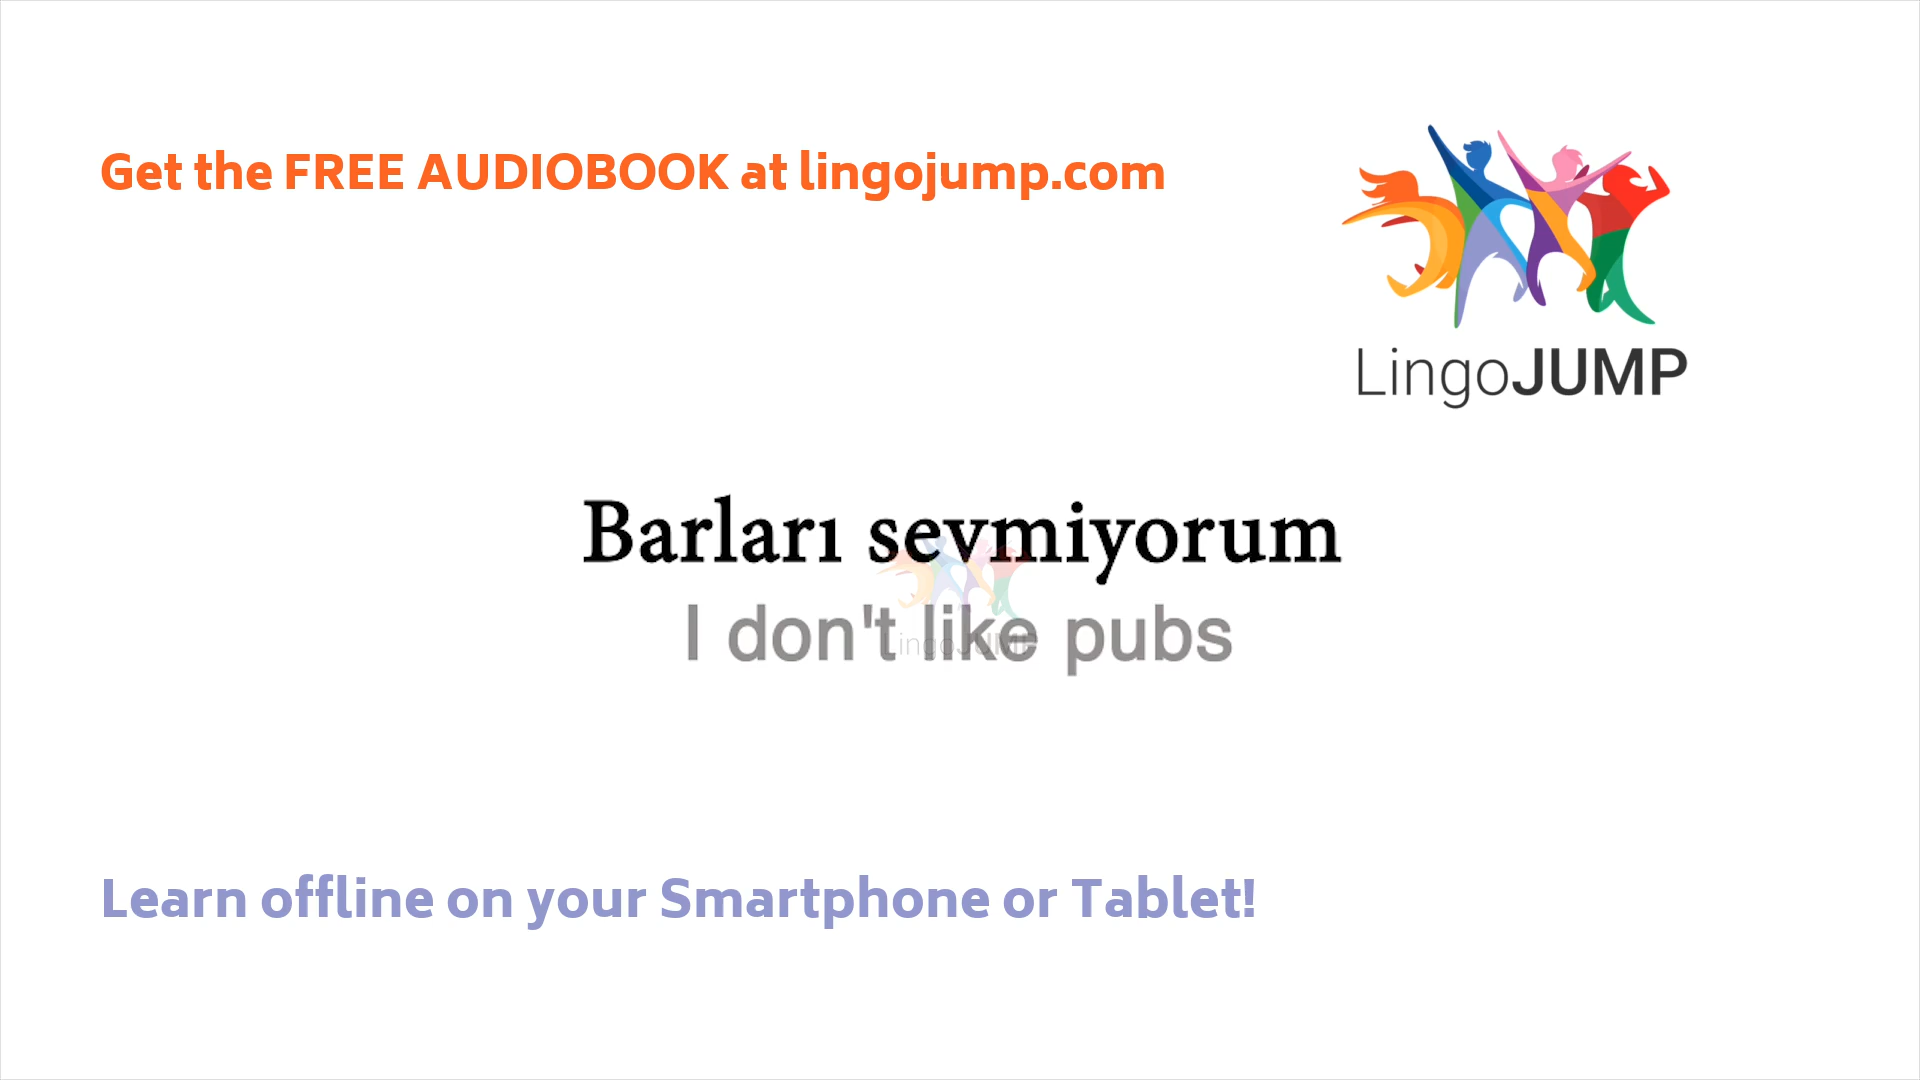 Get the FREE AUDIOBOOK at lingojump.com
LingoJUMP
Barları sevmiyorum
I don't like pubs
LingoJUMP
Learn offline on your Smartphone or Tablet!